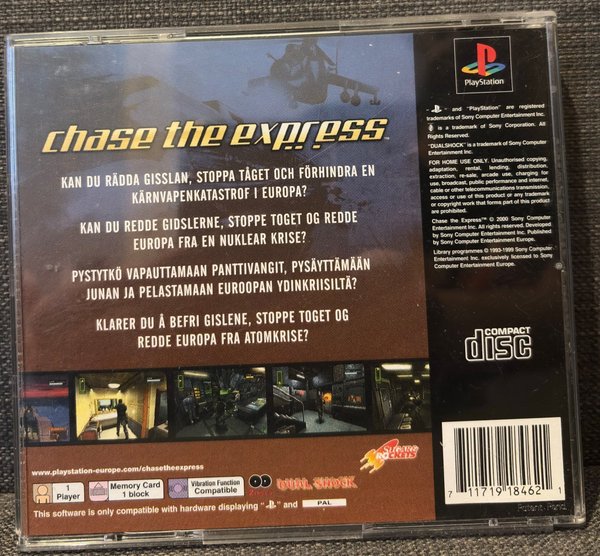 PlayStation
chase the express™
KAN DU RÄDDA GISSLAN, STOPPA TÅGET OCH FÖRHINDRA EN
KÄRNVAPENKATASTROF I EUROPA?
KAN DU REDDE GIDSLERNE, STOPPE TOGET OG REDDE
EUROPA FRA EN NUKLEAR KRISE?
PYSTYTKÖ VAPAUTTAMAAN PANTTIVANGIT, PYSÄYTTÄMÄÄN
JUNAN JA PELASTAMAAN EUROOPAN YDINKRIISILTÄ?
KLARER DU Å BEFRI GISLENE, STOPPE TOGET OG
REDDE EUROPA FRA ATOMKRISE?
- and "PlayStation" are registered
trademarks of Sony Computer Entertainment Inc.
is a trademark of Sony Corporation. All
Rights Reserved.
"DUALSHOCK" is a trademark of Sony Computer
Entertainment Inc.
FOR HOME USE ONLY. Unauthorised copying,
adaptation, rental, lending, distribution,
extraction, re-sale, arcade use, charging for
use, broadcast, public performance and internet,
cable or other telecommunications transmission,
access or use of this product or any trademark
or copyright work that forms part of this product
are prohibited.
Chase the Express™ © 2000 Sony Computer
Entertainment Inc. All rights reserved. Developed
by Sony Computer Entertainment Inc. Published
by Sony Computer Entertainment Europe.
Library programmes © 1993-1999 Sony Computer
Entertainment Inc. exclusively licensed to Sony
Computer Entertainment Europe.
COMPACT
disc
SUGAR &
ROCKETS
www.playstation-europe.com/chasetheexpress
1
Player
Memory Card
1 block
Vibration Function
Compatible
DUAL SHOCK
This software is only compatible with hardware displaying " " and PAL
7 11719 18462 1
Patent. Pend.